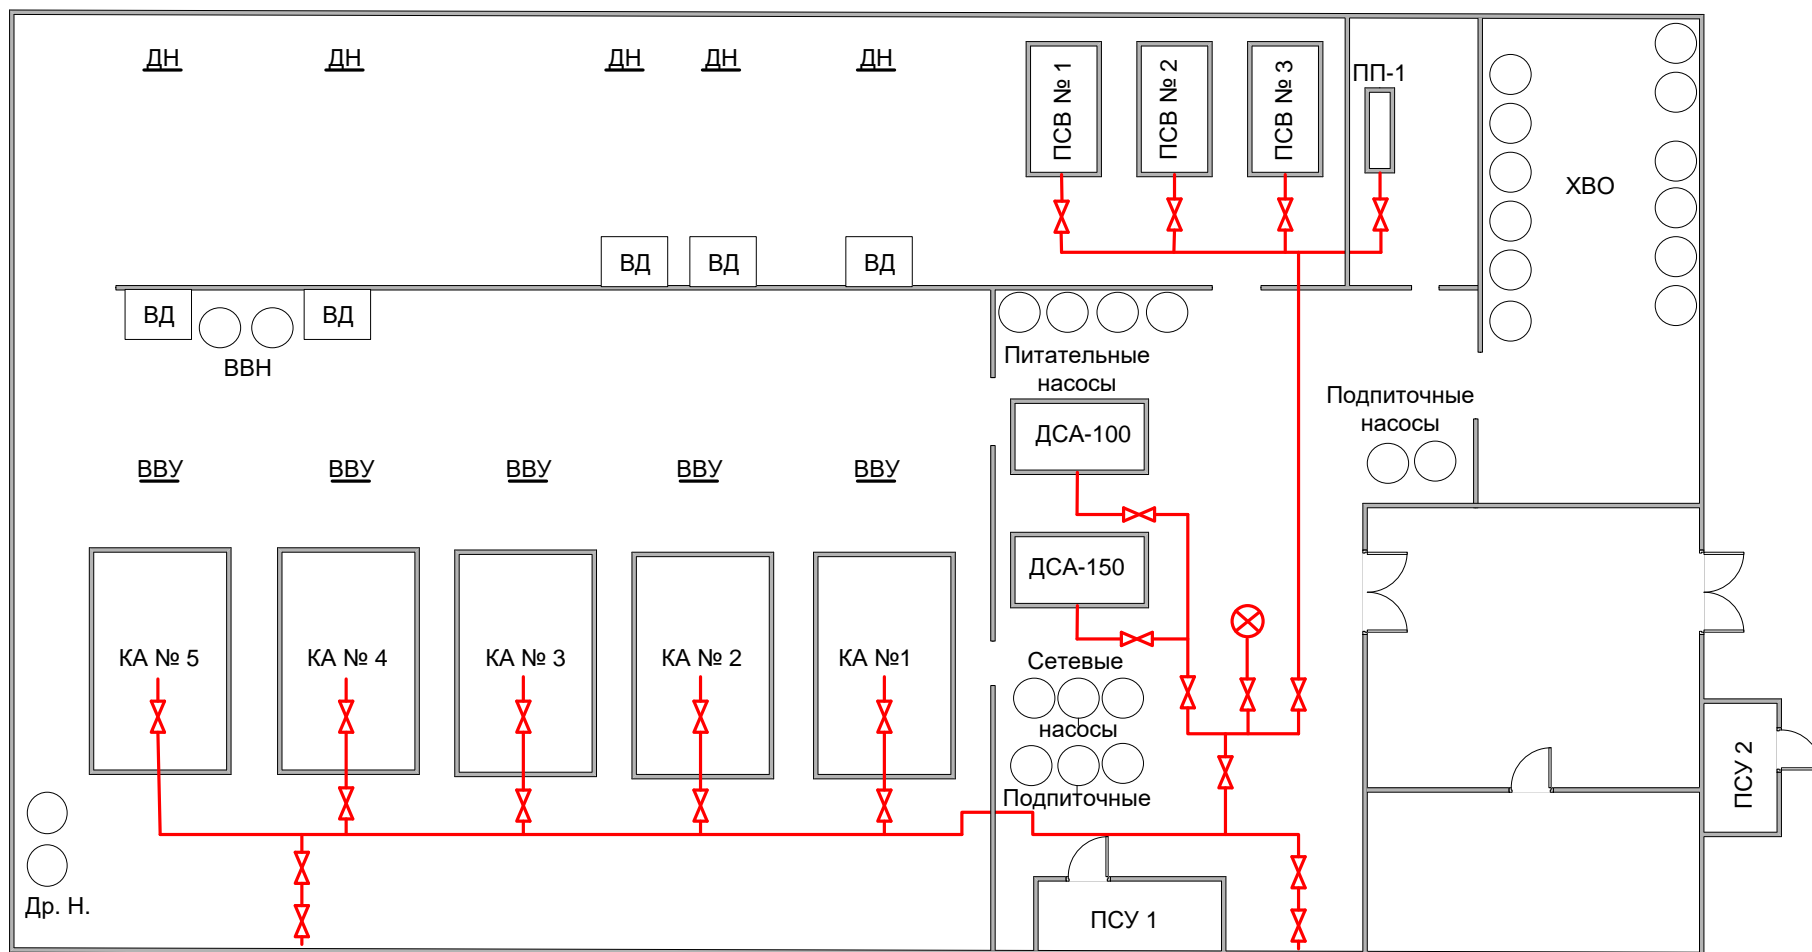 ДН
ДН
ДН
ДН
ДН
ПСВ № 1
ПСВ № 2
ПСВ № 3
ПП-1
ХВО
ВД
ВД
ВД
ВД
ВД
ВВН
Питательные
насосы
ДСА-100
Подпиточные
насосы
ВВУ
ВВУ
ВВУ
ВВУ
ВВУ
ДСА-150
КА № 5
КА № 4
КА № 3
КА № 2
КА №1
Сетевые
насосы
Подпиточные
ПСУ 2
Др. Н.
ПСУ 1